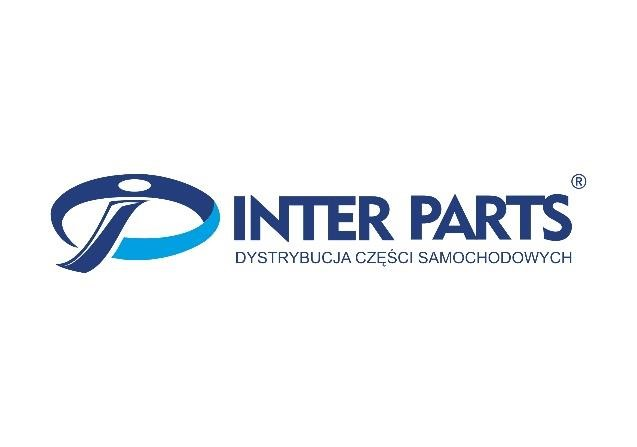 INTER PARTS®
DYSTRYBUCJA CZĘŚCI SAMOCHODOWYCH